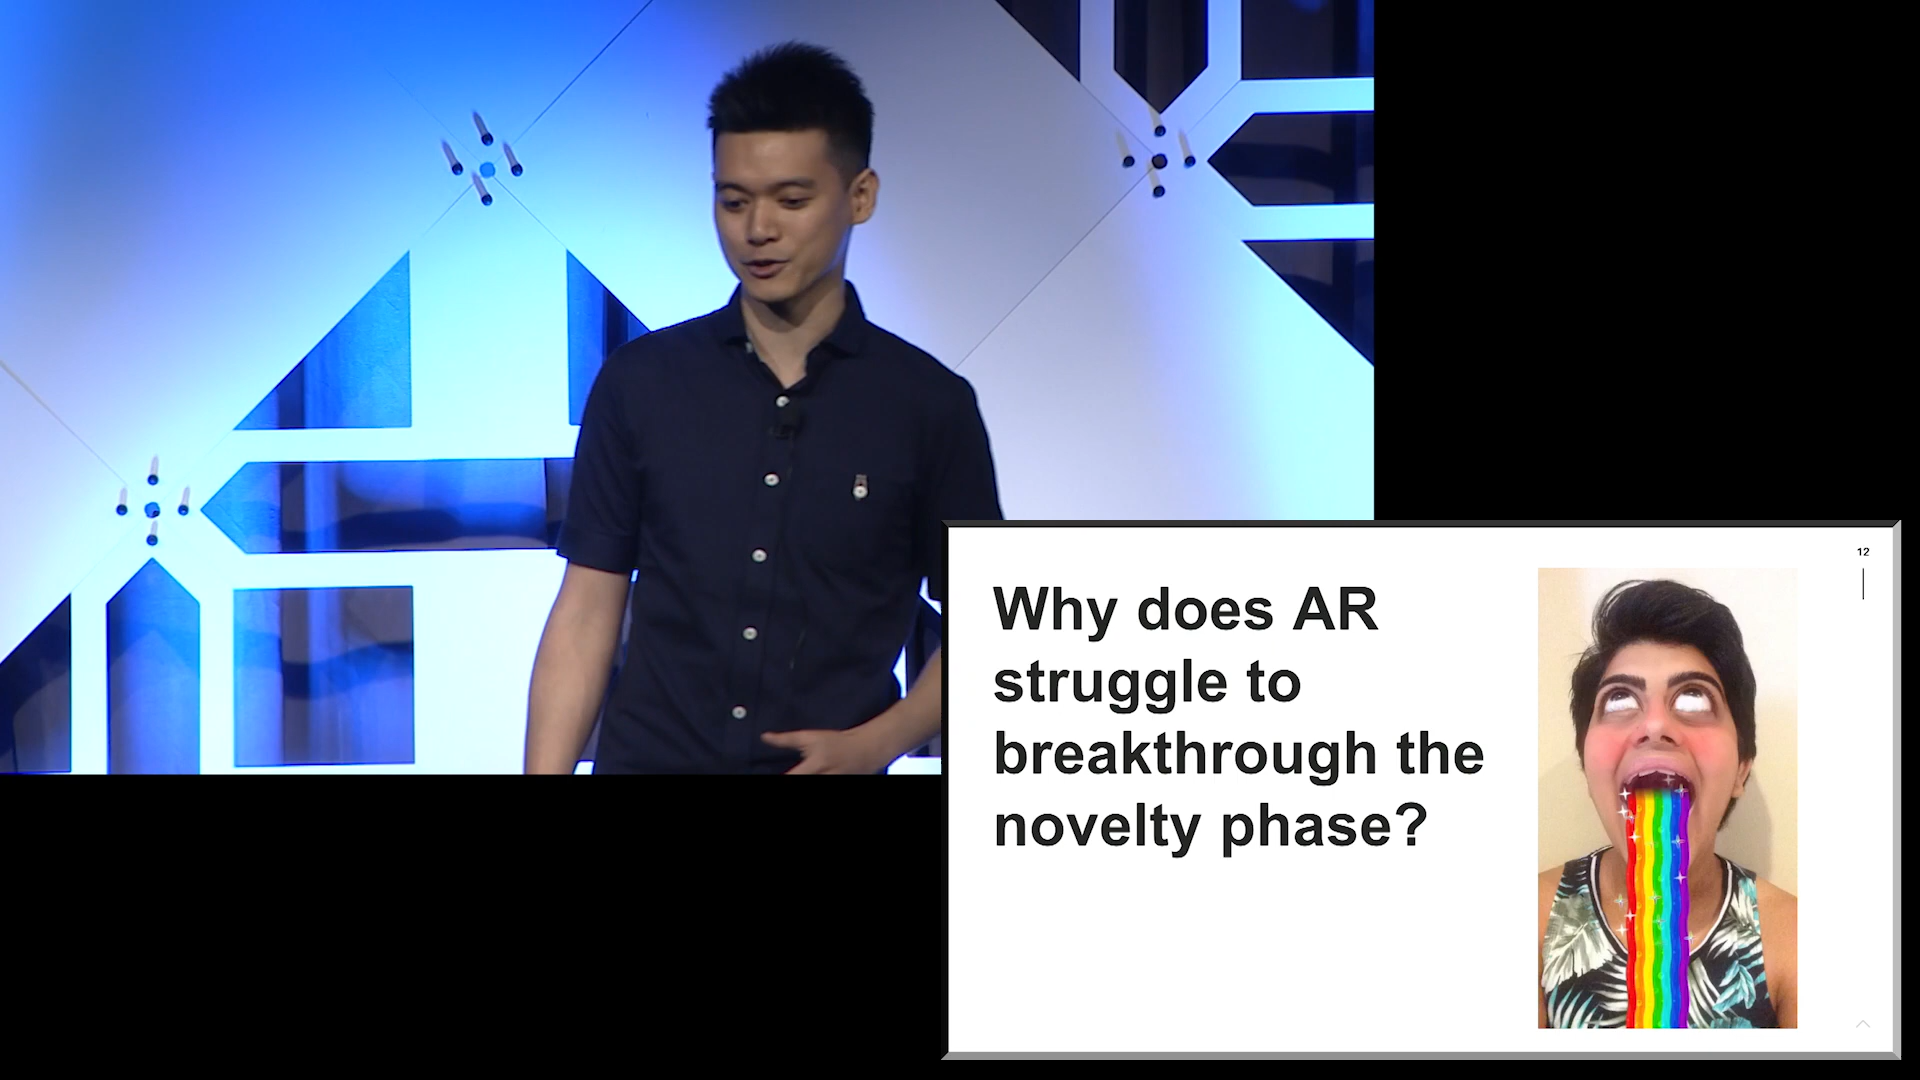 12
Why does AR
struggle to
breakthrough the
novelty phase?